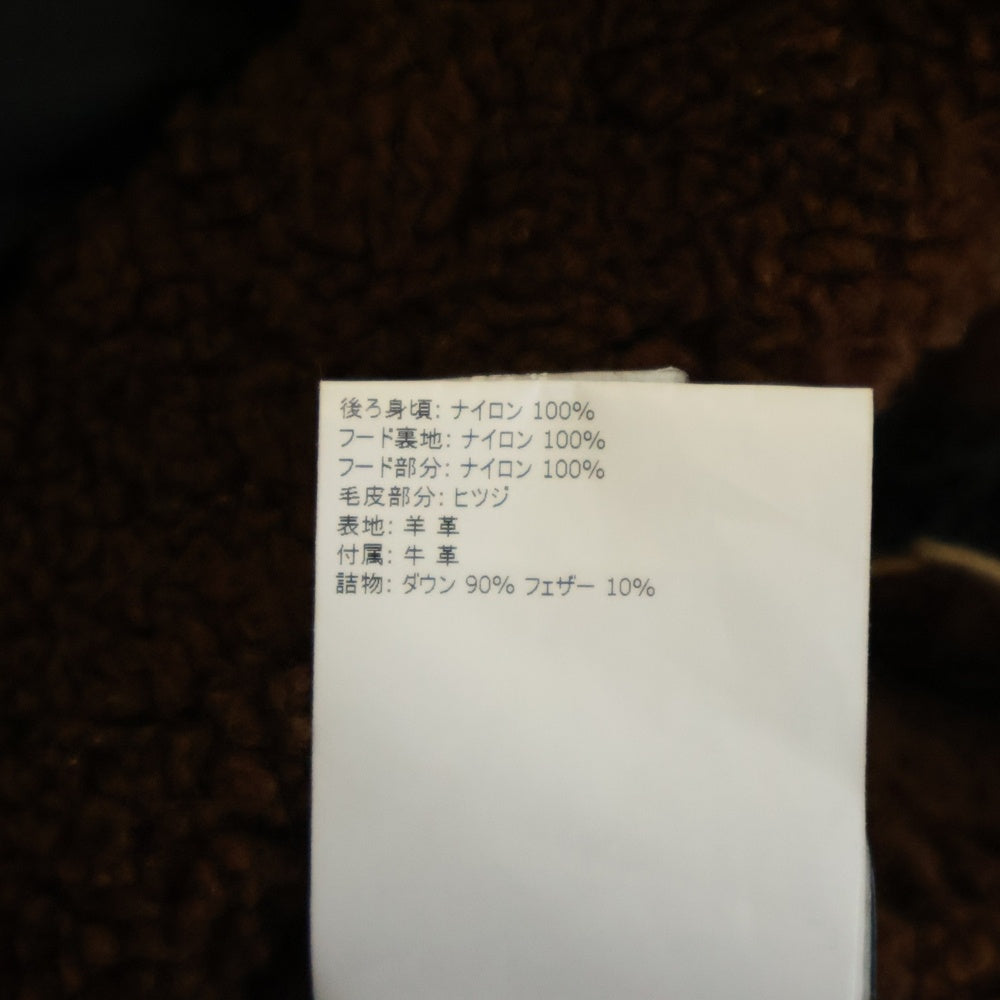 後ろ身頃: ナイロン 100%
フード裏地: ナイロン 100%
フード部分: ナイロン 100%
毛皮部分: ヒツジ
表地: 羊 革
付属: 牛 革
詰物: ダウン 90% フェザー 10%